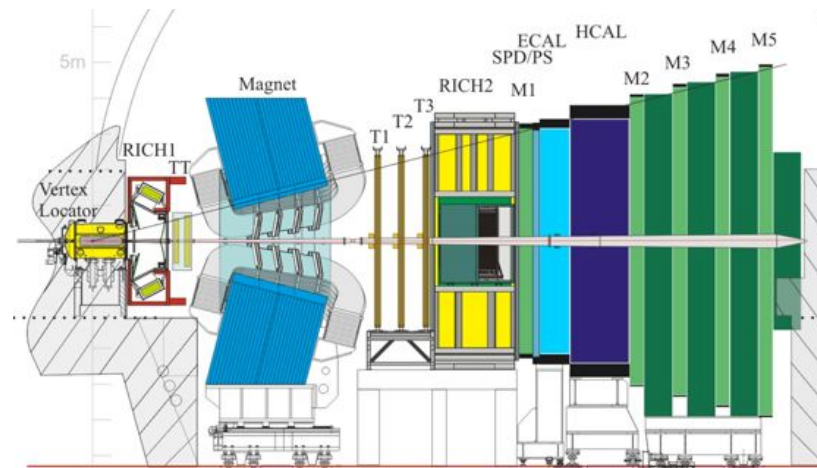 5m
Vertex
Locator
RICH1
TT
Magnet
T1
T2
T3
RICH2
SPD/PS
M1
ECAL
HCAL
M2
M3
M4
M5